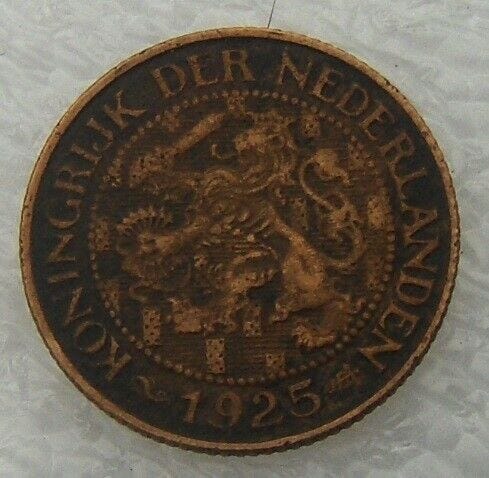 KONINGRIJK DER NEDERLANDEN
1925